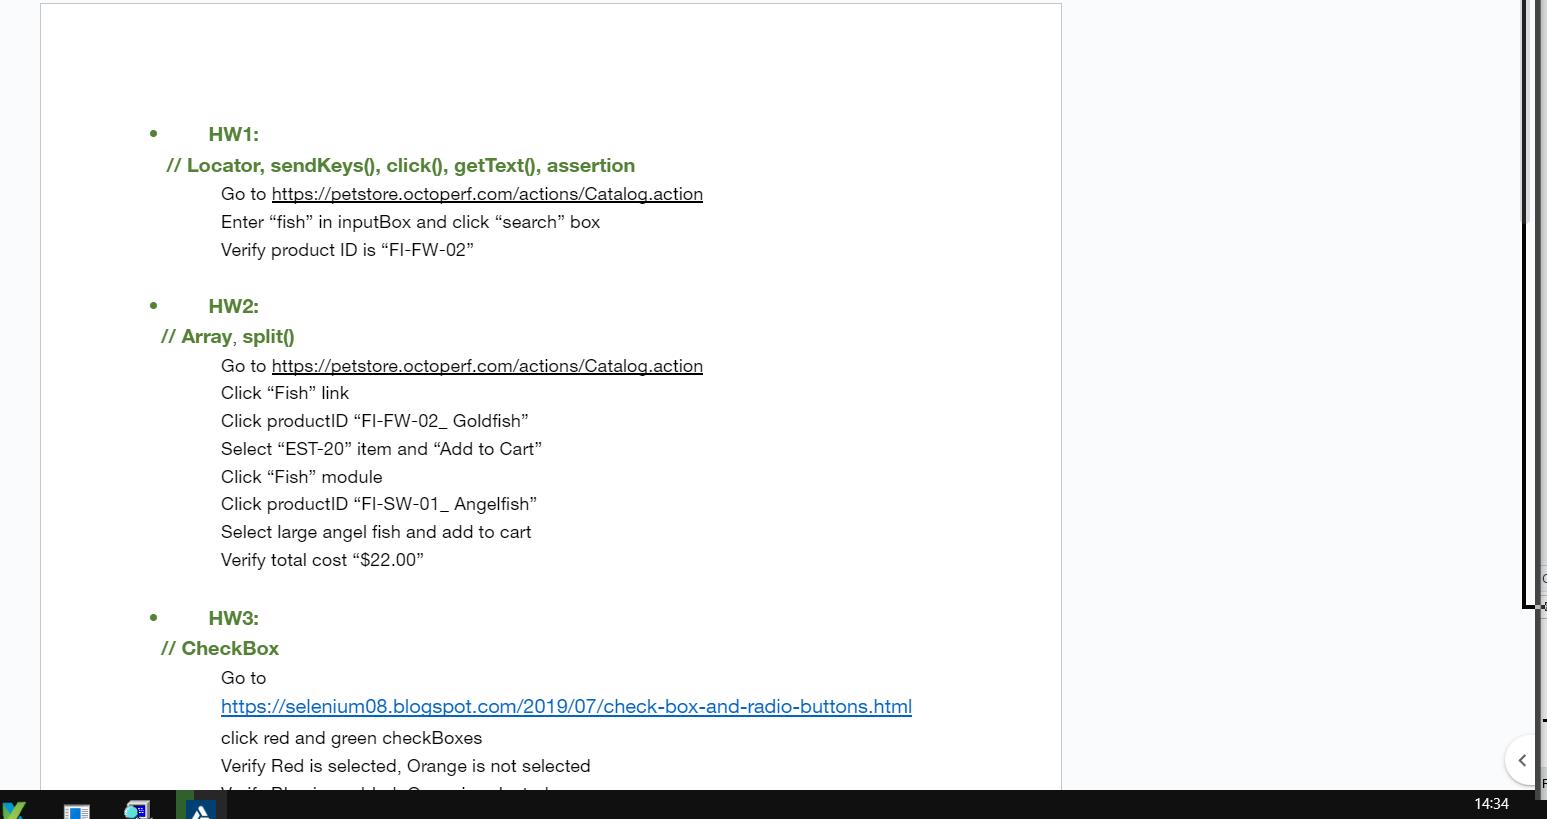 • HW1:
// Locator, sendKeys(), click(), getText(), assertion
Go to https://petstore.octoperf.com/actions/Catalog.action
Enter “fish” in inputBox and click “search” box
Verify product ID is “FI-FW-02”
• HW2:
// Array, split()
Go to https://petstore.octoperf.com/actions/Catalog.action
Click “Fish” link
Click productID “FI-FW-02_ Goldfish”
Select “EST-20” item and “Add to Cart”
Click “Fish” module
Click productID “FI-SW-01_ Angelfish”
Select large angel fish and add to cart
Verify total cost “$22.00”
• HW3:
// CheckBox
Go to
https://selenium08.blogspot.com/2019/07/check-box-and-radio-buttons.html
click red and green checkBoxes
Verify Red is selected, Orange is not selected
14:34